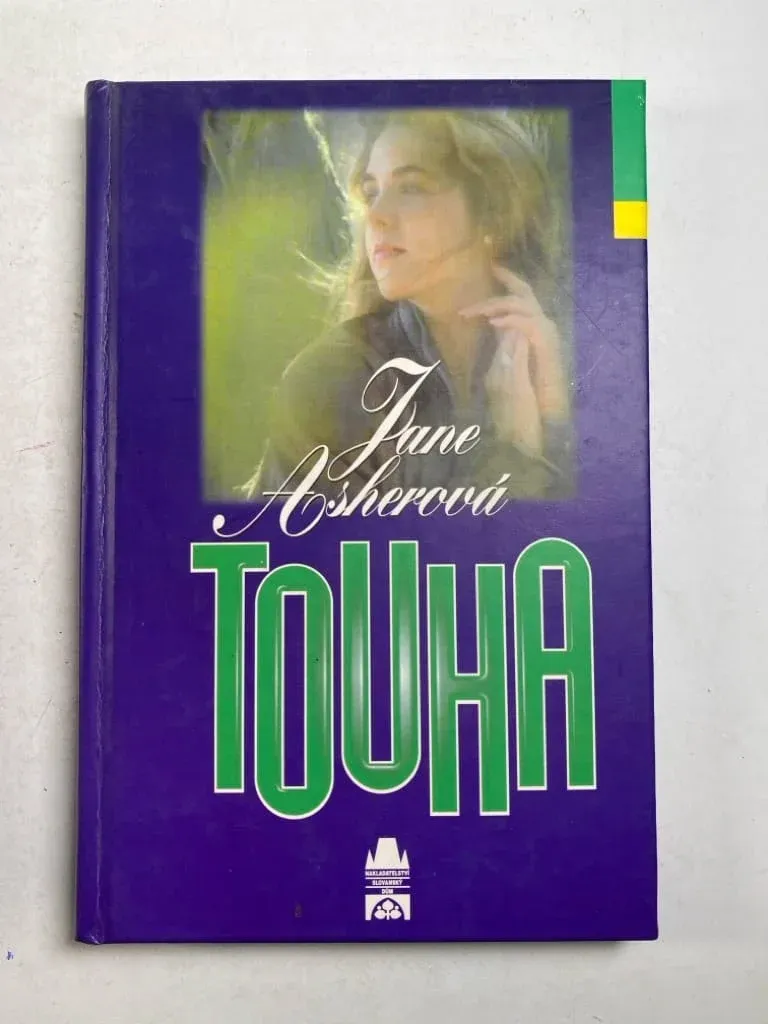 Jane
Asherová
TOUHA
NAKLADATELSTVÍ
SLOVANSKÝ
DŮM